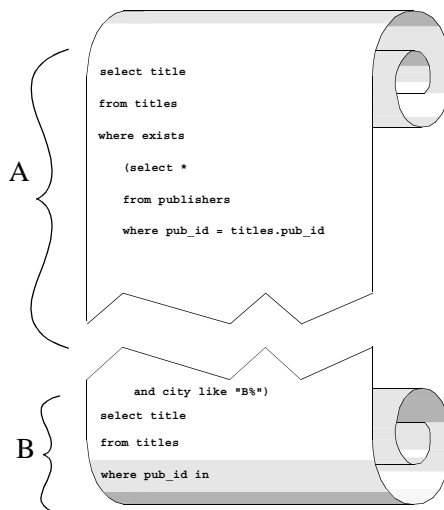 select title
from titles
where exists
(select *
from publishers
where pub_id = titles.pub_id
A
and city like "B%")
select title
from titles
where pub_id in
B